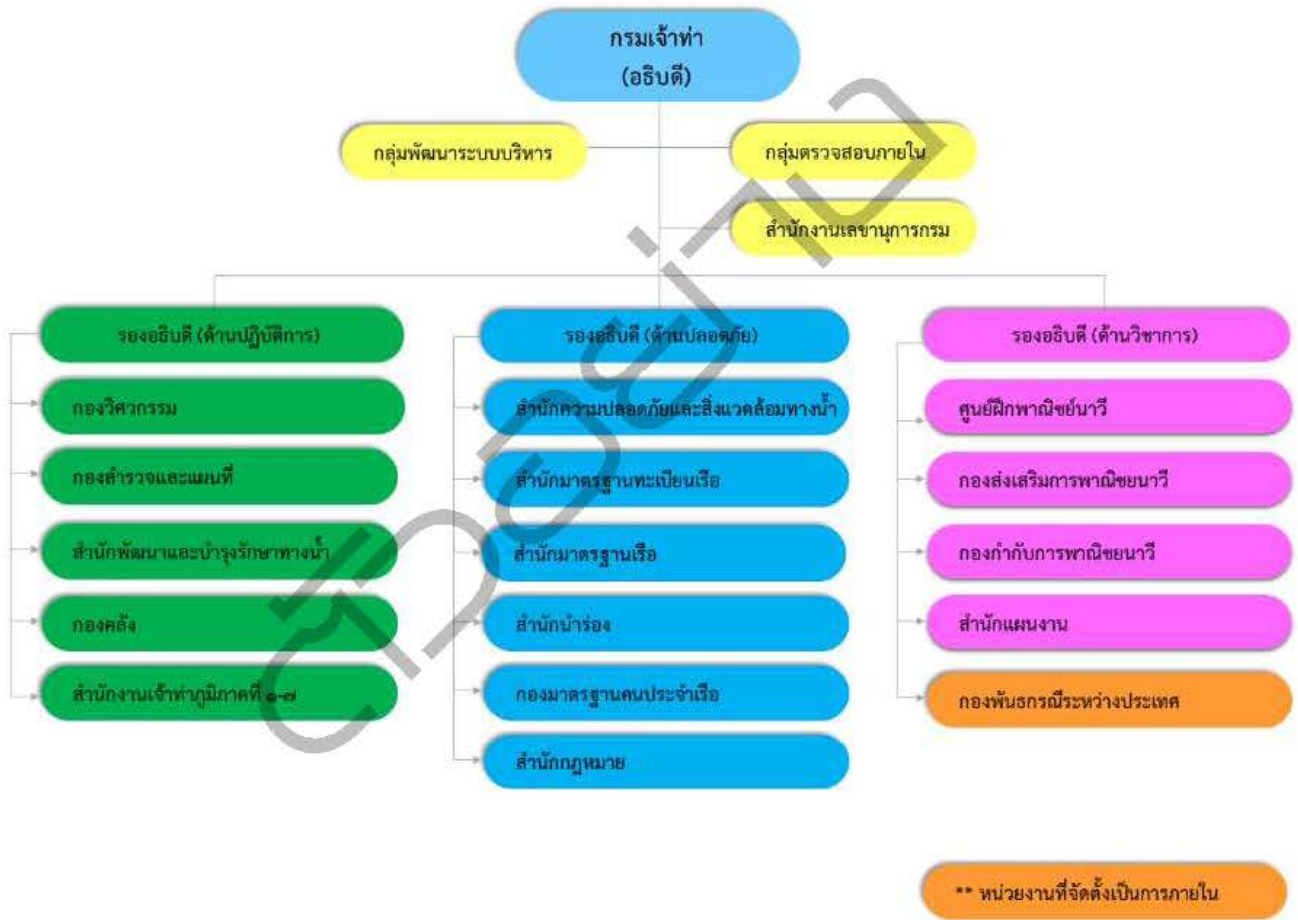 กรมเจ้าท่า
(อธิบดี)
กลุ่มพัฒนาระบบบริหาร
กลุ่มตรวจสอบภายใน
สำนักงานเลขานุการกรม
รองอธิบดี (ด้านปฏิบัติการ)
กองวิศวกรรม
กองสำรวจและแผนที่
สำนักพัฒนาและบำรุงรักษาทางน้ำ
กองคลัง
สำนักงานเจ้าท่าภูมิภาคที่ ๑-๗
รองอธิบดี (ด้านปลอดภัย)
สำนักความปลอดภัยและสิ่งแวดล้อมทางน้ำ
สำนักมาตรฐานทะเบียนเรือ
สำนักมาตรฐานเรือ
สำนักนำร่อง
กองมาตรฐานคนประจำเรือ
สำนักกฎหมาย
รองอธิบดี (ด้านวิชาการ)
ศูนย์ฝึกพาณิชย์นาวี
กองส่งเสริมการพาณิชยนาวี
กองกำกับการพาณิชยนาวี
สำนักแผนงาน
กองพันธกรณีระหว่างประเทศ
** หน่วยงานที่จัดตั้งเป็นการภายใน
ตัวอย่าง